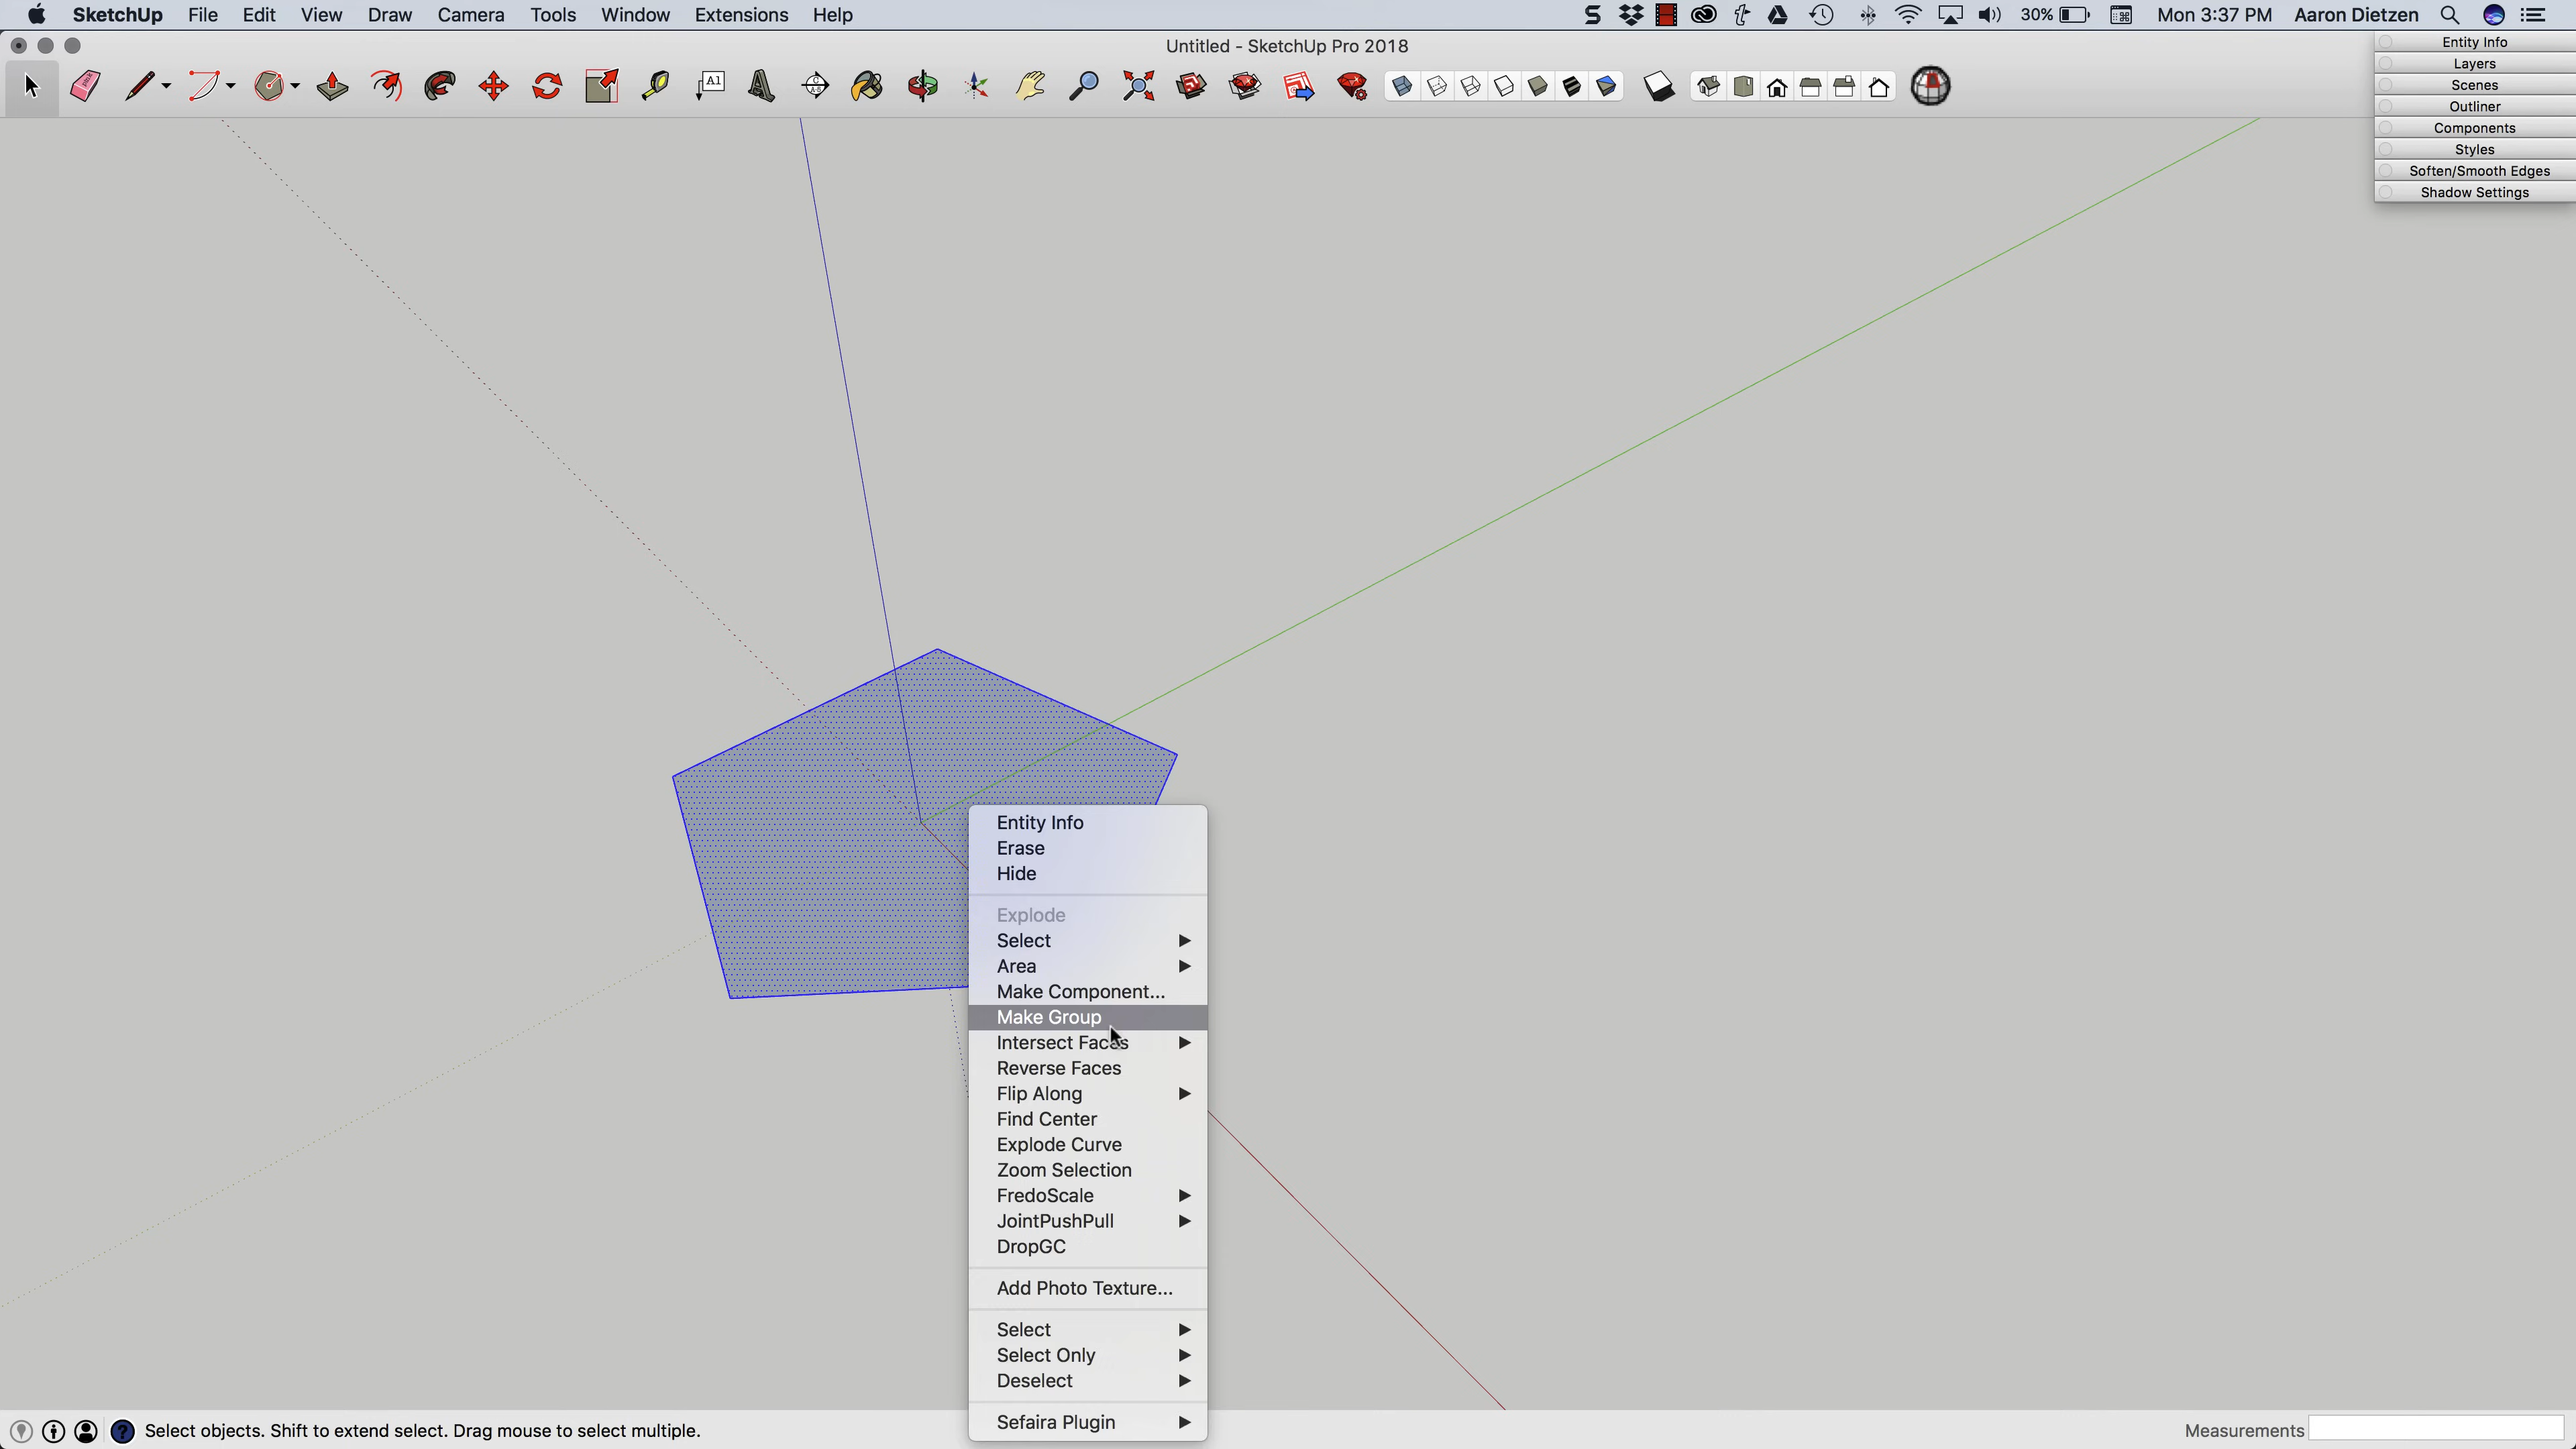 SketchUp File Edit View Draw Camera Tools Window Extensions Help 30% Mon 3:37 PM Aaron Dietzen
Untitled - SketchUp Pro 2018
A1
Entity Info
Layers
Scenes
Outliner
Components
Styles
Soften/Smooth Edges
Shadow Settings
Entity Info
Erase
Hide
Explode
Select
Area
Make Component...
Make Group
Intersect Faces
Reverse Faces
Flip Along
Find Center
Explode Curve
Zoom Selection
FredoScale
JointPushPull
DropGC
Add Photo Texture...
Select
Select Only
Deselect
Sefaira Plugin
Select objects. Shift to extend select. Drag mouse to select multiple.
Measurements